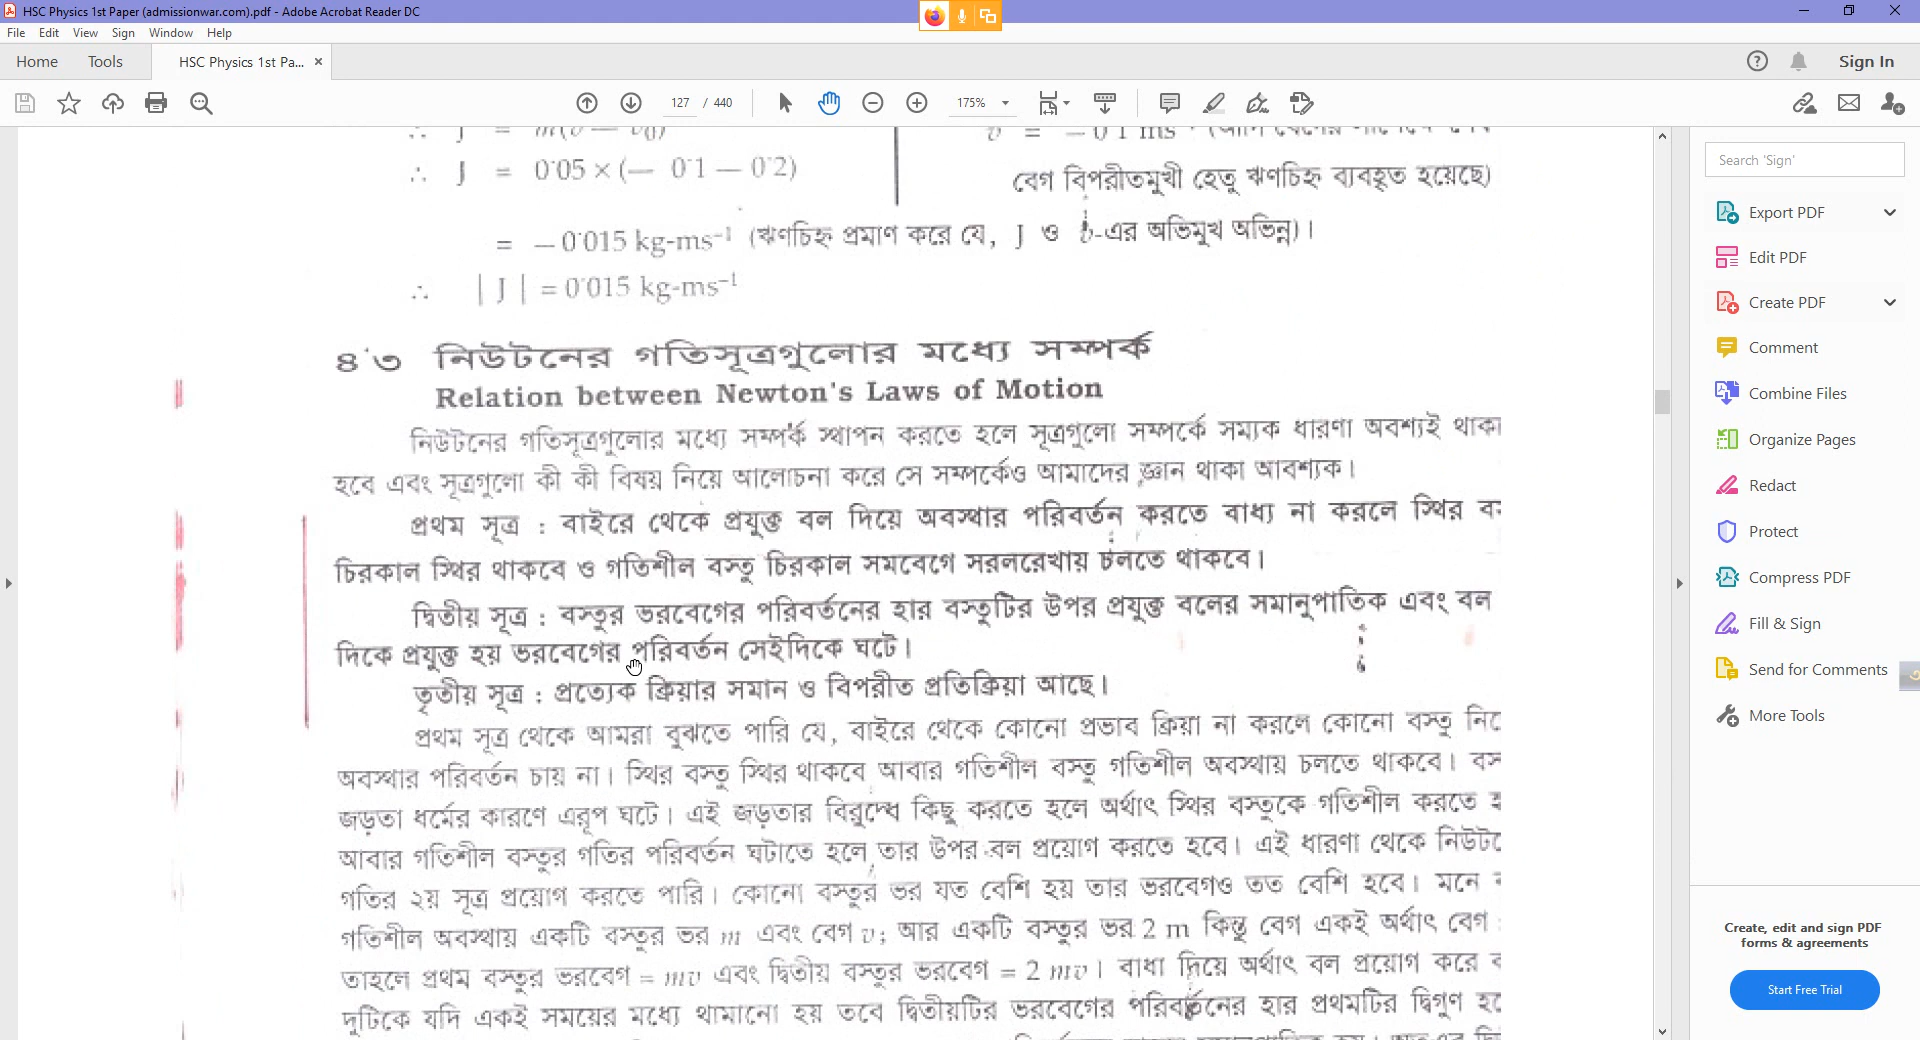 HSC Physics 1st Paper (admissionwar.com).pdf - Adobe Acrobat Reader DC
File Edit View Sign Window Help
Home Tools HSC Physics 1st Pa... × Sign In
127 / 440 175%
∴ J = m(v — v₀)
∴ J = 0·05 × (— 0·1 — 0·2)
বেগ বিপরীতমুখী হেতু ঋণচিহ্ন ব্যবহৃত হয়েছে)
= —0·015 kg-ms⁻¹ (ঋণচিহ্ন প্রমাণ করে যে, J ও v-এর অভিমুখ অভিন্ন)।
∴ | J | = 0·015 kg-ms⁻¹
৪·৩ নিউটনের গতিসূত্রগুলোর মধ্যে সম্পর্ক
Relation between Newton's Laws of Motion
নিউটনের গতিসূত্রগুলোর মধ্যে সম্পর্ক স্থাপন করতে হলে সূত্রগুলো সম্পর্কে সম্যক ধারণা অবশ্যই থাকা
হবে এবং সূত্রগুলো কী কী বিষয় নিয়ে আলোচনা করে সে সম্পর্কেও আমাদের জ্ঞান থাকা আবশ্যক।
প্রথম সূত্র : বাইরে থেকে প্রযুক্ত বল দিয়ে অবস্থার পরিবর্তন করতে বাধ্য না করলে স্থির
চিরকাল স্থির থাকবে ও গতিশীল বস্তু চিরকাল সমবেগে সরলরেখায় চলতে থাকবে।
দ্বিতীয় সূত্র : বস্তুর ভরবেগের পরিবর্তনের হার বস্তুটির উপর প্রযুক্ত বলের সমানুপাতিক এবং বল
দিকে প্রযুক্ত হয় ভরবেগের পরিবর্তন সেইদিকে ঘটে।
তৃতীয় সূত্র : প্রত্যেক ক্রিয়ার সমান ও বিপরীত প্রতিক্রিয়া আছে।
প্রথম সূত্র থেকে আমরা বুঝতে পারি যে, বাইরে থেকে কোনো প্রভাব ক্রিয়া না করলে কোনো বস্তু
অবস্থার পরিবর্তন চায় না। স্থির বস্তু স্থির থাকবে আবার গতিশীল বস্তু গতিশীল অবস্থায় চলতে থাকবে।
জড়তা ধর্মের কারণে এরূপ ঘটে। এই জড়তার বিরুদ্ধে কিছু করতে হলে অর্থাৎ স্থির বস্তুকে গতিশীল করতে
আবার গতিশীল বস্তুর গতির পরিবর্তন ঘটাতে হলে তার উপর বল প্রয়োগ করতে হবে। এই ধারণা থেকে
গতির ২য় সূত্র প্রয়োগ করতে পারি। কোনো বস্তুর ভর যত বেশি হয় তার ভরবেগও তত বেশি হবে। মনে
গতিশীল অবস্থায় একটি বস্তুর ভর m এবং বেগ v; আর একটি বস্তুর ভর 2 m কিন্তু বেগ একই অর্থাৎ বেগ
তাহলে প্রথম বস্তুর ভরবেগ = mv এবং দ্বিতীয় বস্তুর ভরবেগ = 2 mv। বাধা দিয়ে অর্থাৎ বল প্রয়োগ করে
দুটিকে যদি একই সময়ের মধ্যে থামানো হয় তবে দ্বিতীয়টির ভরবেগের পরিবর্তনের হার প্রথমটির দ্বিগুণ
Search 'Sign'
Export PDF
Edit PDF
Create PDF
Comment
Combine Files
Organize Pages
Redact
Protect
Compress PDF
Fill & Sign
Send for Comments
More Tools
Create, edit and sign PDF
forms & agreements
Start Free Trial